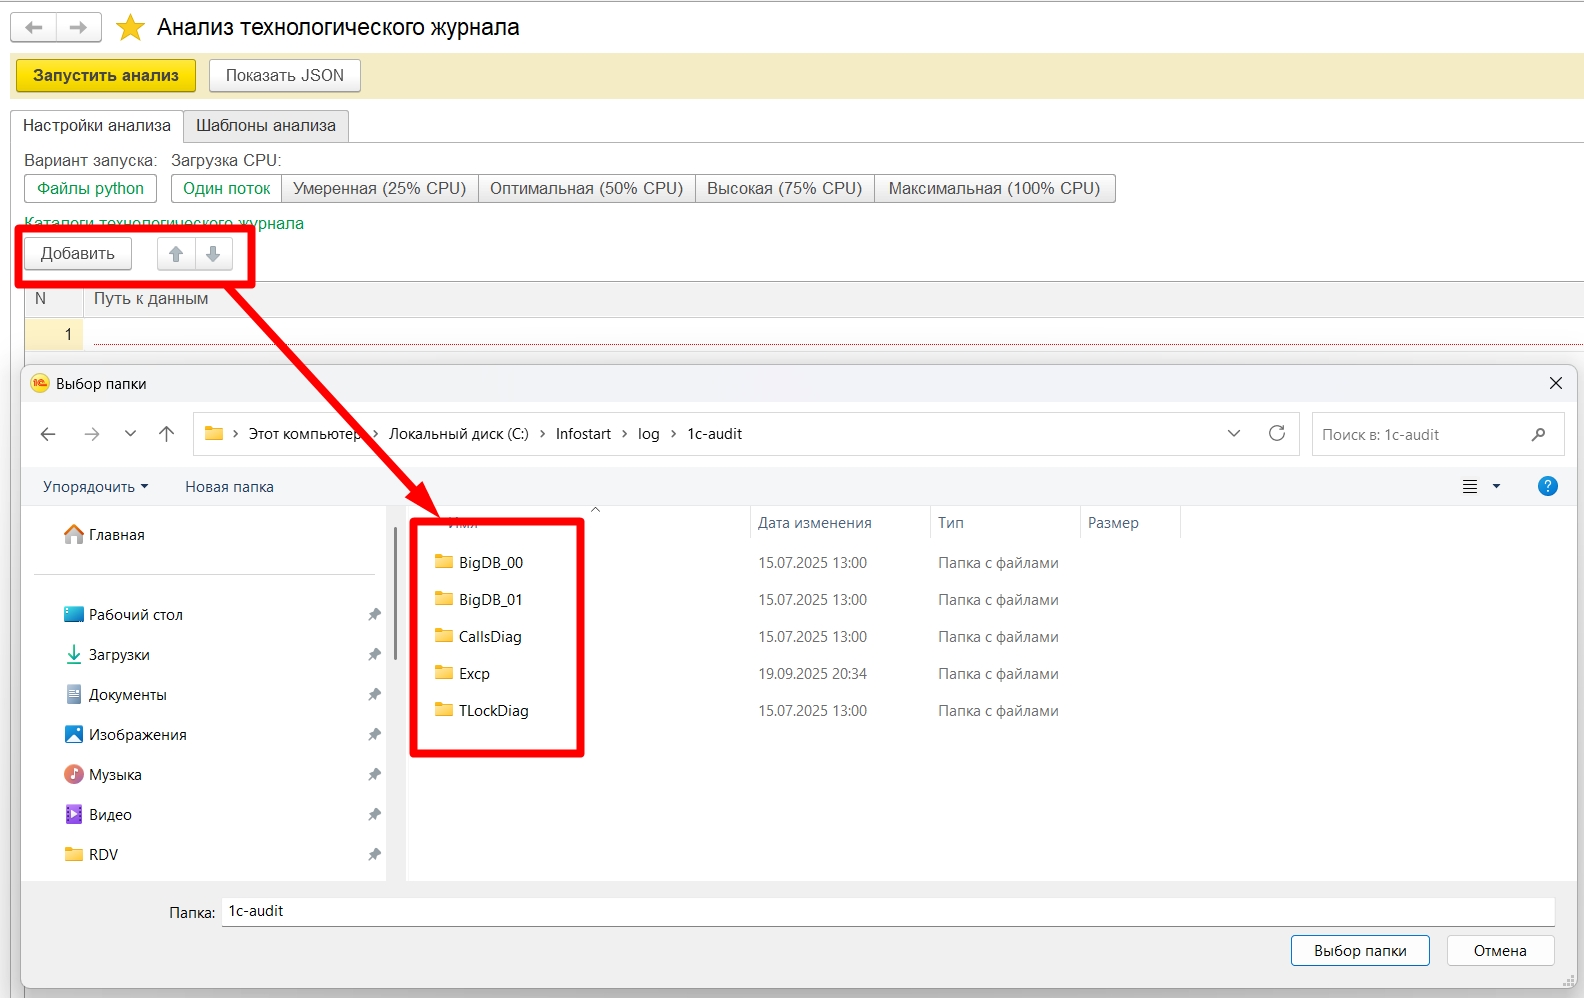 Анализ технологического журнала
Запустить анализ Показать JSON
Настройки анализа Шаблоны анализа
Вариант запуска: Загрузка CPU:
Файлы python Один поток Умеренная (25% CPU) Оптимальная (50% CPU) Высокая (75% CPU) Максимальная (100% CPU)
Каталоги технологического журнала
Добавить
N Путь к данным
1
1C Выбор папки
Этот компьютер Локальный диск (C:) Infostart log 1c-audit Поиск в: 1c-audit
Упорядочить Новая папка ?
Имя Дата изменения Тип Размер
Главная
BigDB_00 15.07.2025 13:00 Папка с файлами
BigDB_01 15.07.2025 13:00 Папка с файлами
Рабочий стол
CallsDiag 15.07.2025 13:00 Папка с файлами
Загрузки
Excp 19.09.2025 20:34 Папка с файлами
Документы
TLockDiag 15.07.2025 13:00 Папка с файлами
Изображения
Музыка
Видео
RDV
Папка: 1c-audit
Выбор папки Отмена